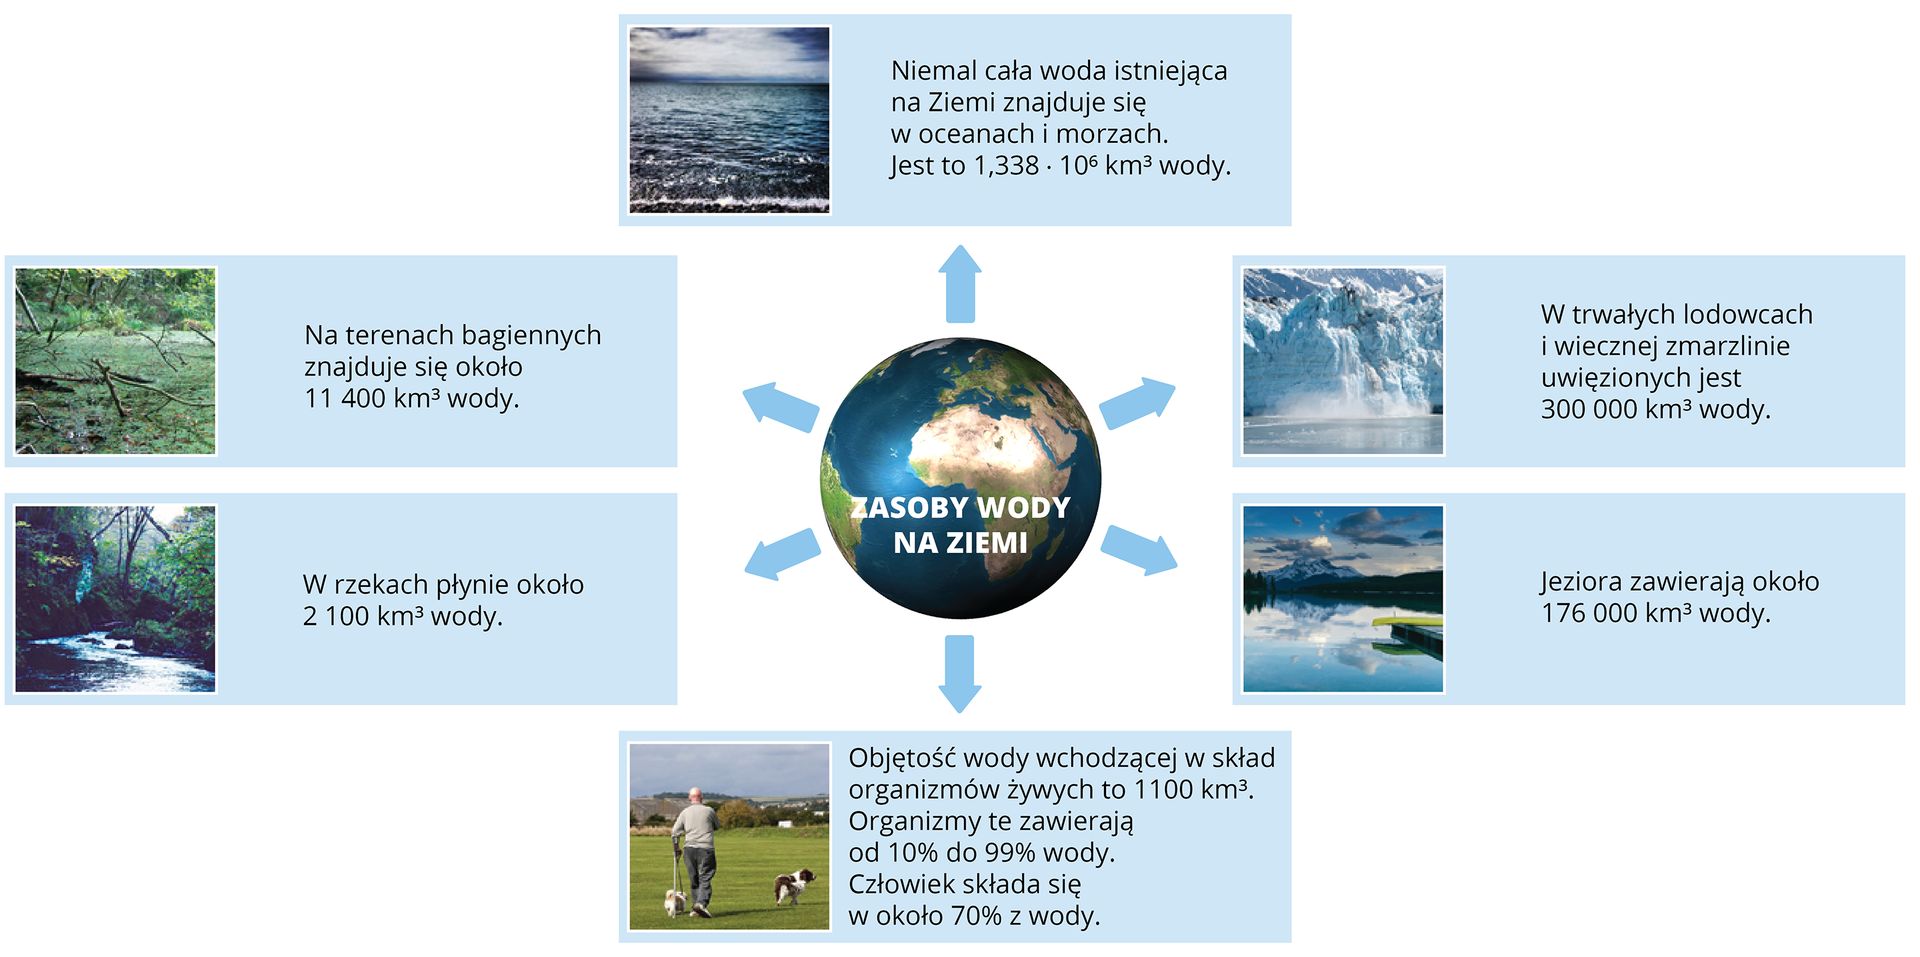 Niemal cała woda istniejąca
na Ziemi znajduje się
w oceanach i morzach.
Jest to 1,338 · 10⁶ km³ wody.
Na terenach bagiennych
znajduje się około
11 400 km³ wody.
W trwałych lodowcach
i wiecznej zmarzlinie
uwięzionych jest
300 000 km³ wody.
ZASOBY WODY
NA ZIEMI
W rzekach płynie około
2 100 km³ wody.
Jeziora zawierają około
176 000 km³ wody.
Objętość wody wchodzącej w skład
organizmów żywych to 1100 km³.
Organizmy te zawierają
od 10% do 99% wody.
Człowiek składa się
w około 70% z wody.